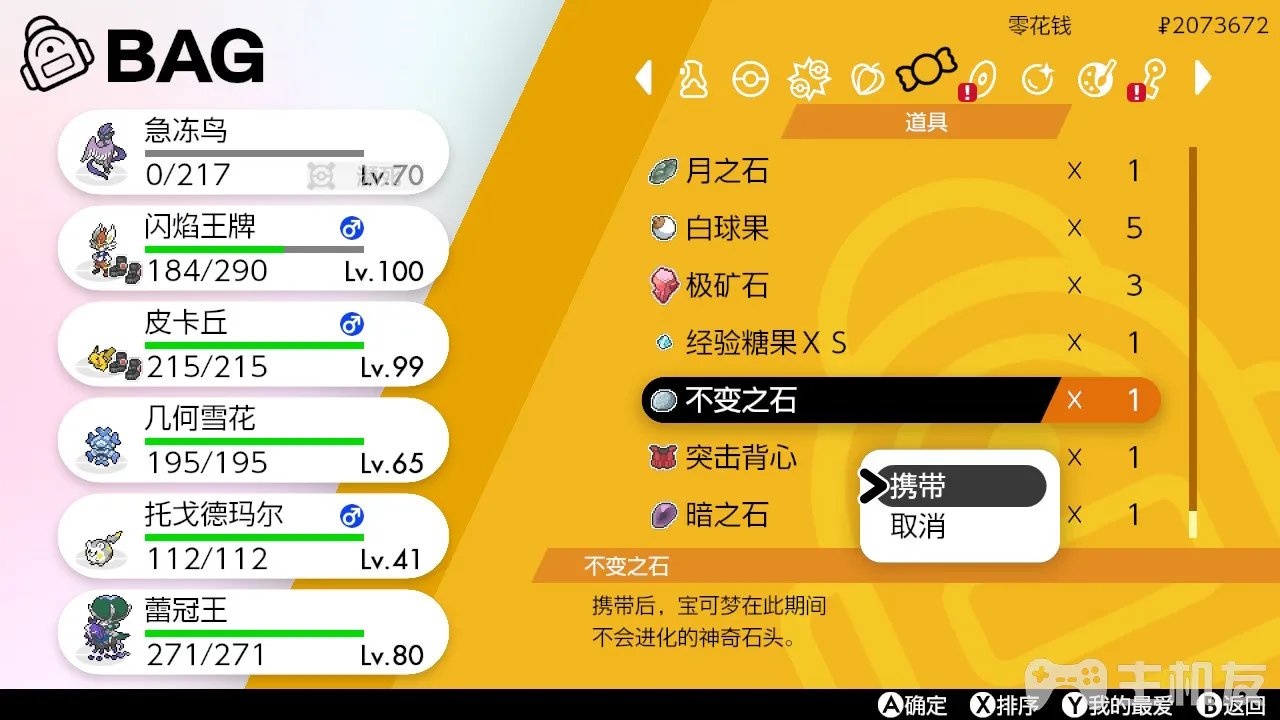 BAG
零花钱 ₽2073672
急冻鸟
0/217 Lv.70
闪焰王牌
184/290 Lv.100
皮卡丘
215/215 Lv.99
几何雪花
195/195 Lv.65
托戈德玛尔
112/112 Lv.41
蕾冠王
271/271 Lv.80
道具
月之石 X 1
白球果 X 5
极矿石 X 3
经验糖果XS X 1
不变之石 X 1
突击背心 X 1
暗之石 X 1
携带
取消
不变之石
携带后，宝可梦在此期间
不会进化的神奇石头。
A确定 X排序 Y我的最爱 B返回
主机友